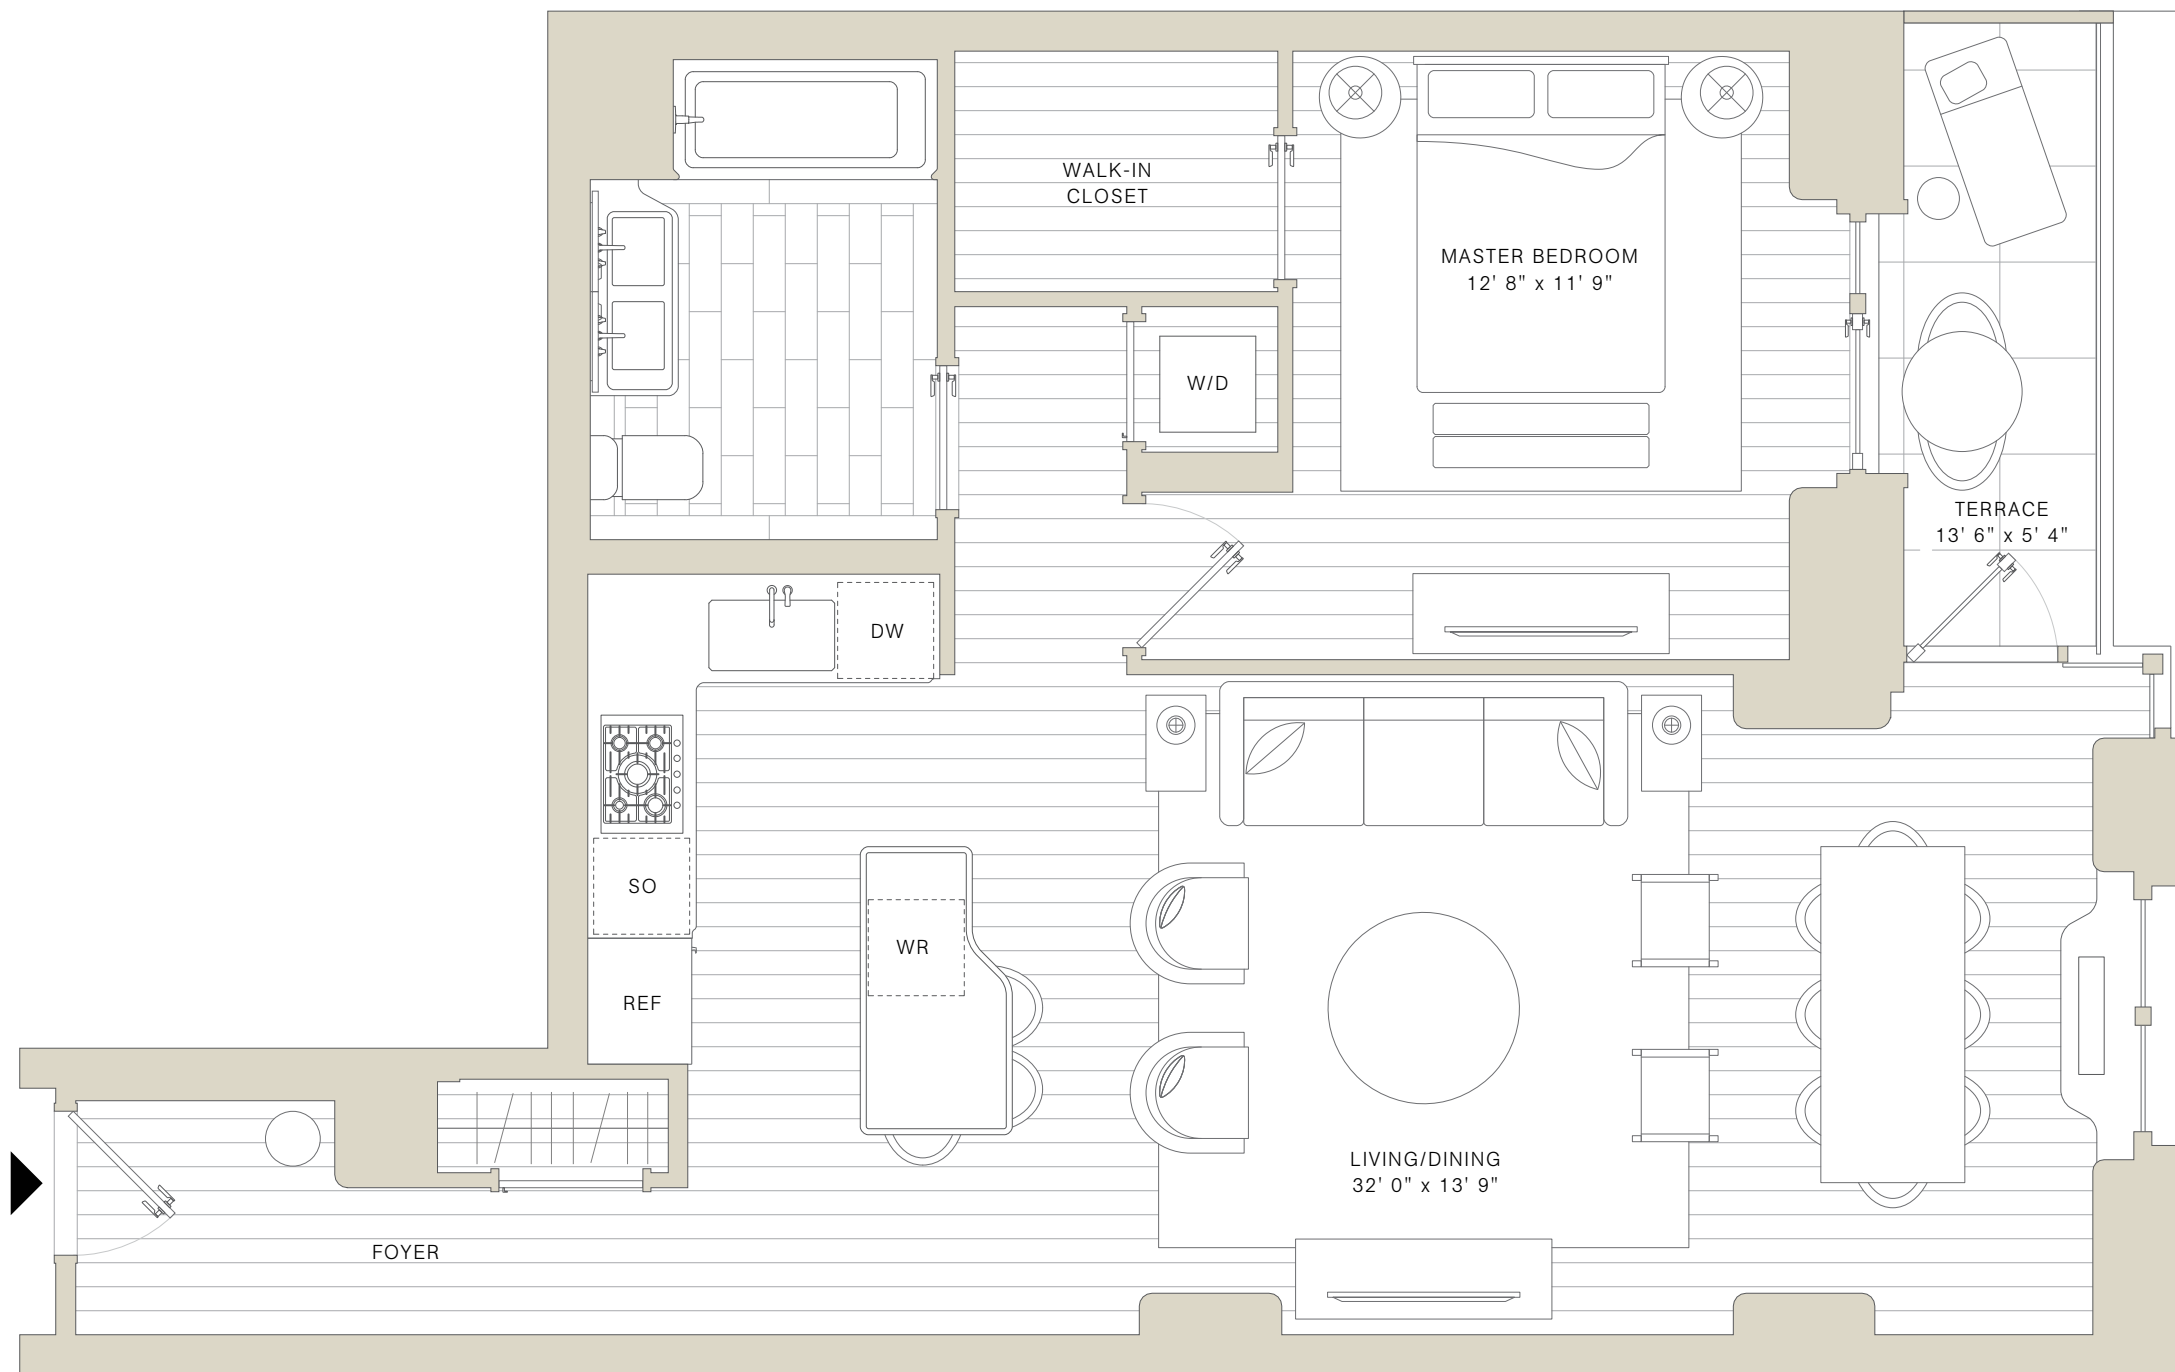 WALK-IN
CLOSET
MASTER BEDROOM
12' 8" x 11' 9"
W/D
TERRACE
13' 6" x 5' 4"
DW
SO
WR
REF
LIVING/DINING
32' 0" x 13' 9"
FOYER